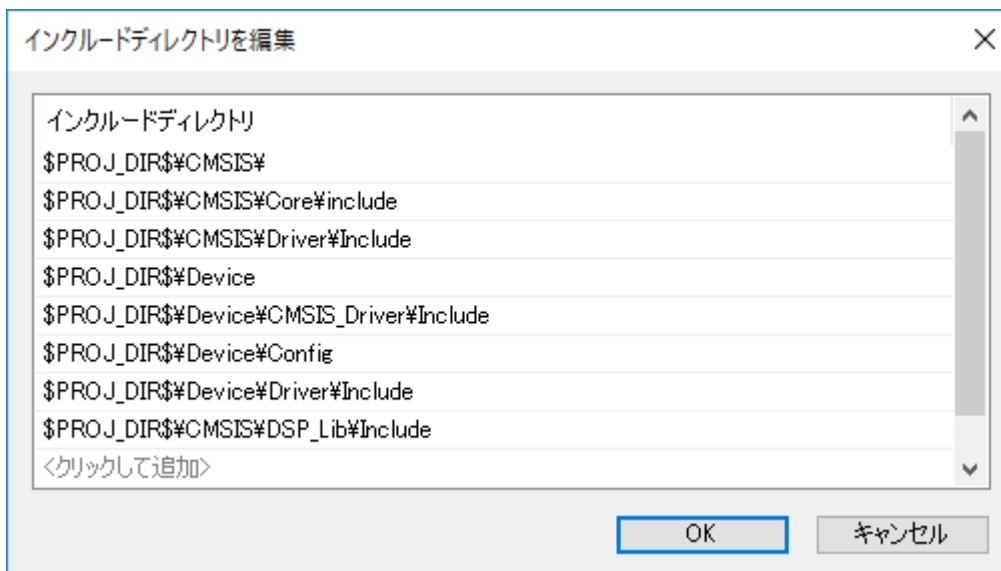 インクルードディレクトリを編集
インクルードディレクトリ
$PROJ_DIR$¥CMSIS¥
$PROJ_DIR$¥CMSIS¥Core¥include
$PROJ_DIR$¥CMSIS¥Driver¥Include
$PROJ_DIR$¥Device
$PROJ_DIR$¥Device¥CMSIS_Driver¥Include
$PROJ_DIR$¥Device¥Config
$PROJ_DIR$¥Device¥Driver¥Include
$PROJ_DIR$¥CMSIS¥DSP_Lib¥Include
<クリックして追加>
OK キャンセル